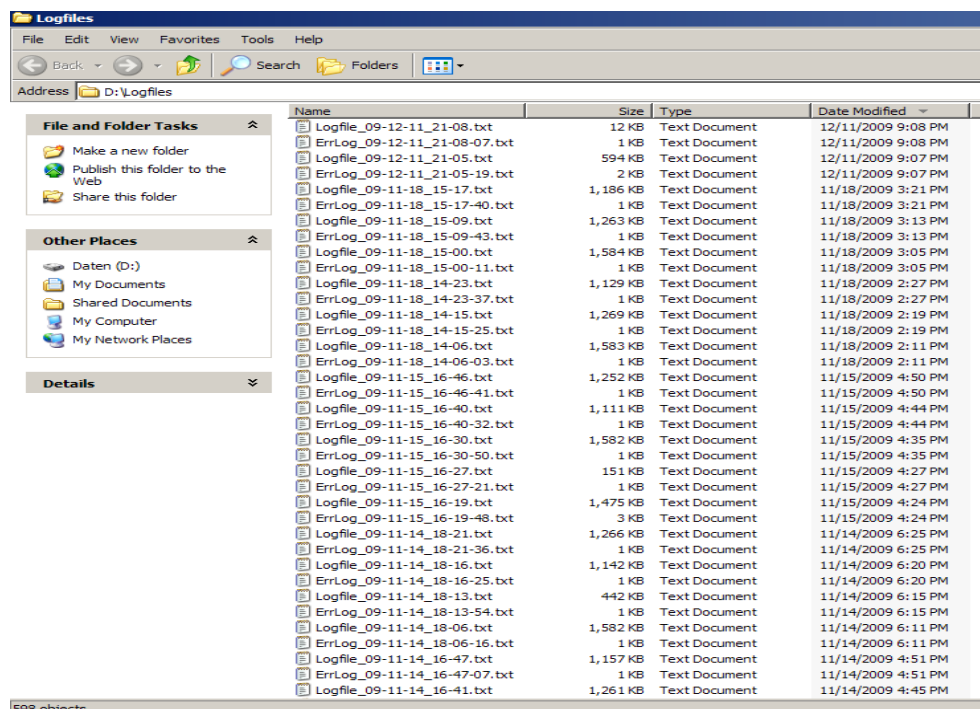 Logfiles
File Edit View Favorites Tools Help
Back Search Folders
Address D:\Logfiles
File and Folder Tasks
Make a new folder
Publish this folder to the
Web
Share this folder
Other Places
Daten (D:)
My Documents
Shared Documents
My Computer
My Network Places
Details
Name Size Type Date Modified
Logfile_09-12-11_21-08.txt 12 KB Text Document 12/11/2009 9:08 PM
ErrLog_09-12-11_21-08-07.txt 1 KB Text Document 12/11/2009 9:08 PM
Logfile_09-12-11_21-05.txt 594 KB Text Document 12/11/2009 9:07 PM
ErrLog_09-12-11_21-05-19.txt 2 KB Text Document 12/11/2009 9:07 PM
Logfile_09-11-18_15-17.txt 1,186 KB Text Document 11/18/2009 3:21 PM
ErrLog_09-11-18_15-17-40.txt 1 KB Text Document 11/18/2009 3:21 PM
Logfile_09-11-18_15-09.txt 1,263 KB Text Document 11/18/2009 3:13 PM
ErrLog_09-11-18_15-09-43.txt 1 KB Text Document 11/18/2009 3:13 PM
Logfile_09-11-18_15-00.txt 1,584 KB Text Document 11/18/2009 3:05 PM
ErrLog_09-11-18_15-00-11.txt 1 KB Text Document 11/18/2009 3:05 PM
Logfile_09-11-18_14-23.txt 1,129 KB Text Document 11/18/2009 2:27 PM
ErrLog_09-11-18_14-23-37.txt 1 KB Text Document 11/18/2009 2:27 PM
Logfile_09-11-18_14-15.txt 1,269 KB Text Document 11/18/2009 2:19 PM
ErrLog_09-11-18_14-15-25.txt 1 KB Text Document 11/18/2009 2:19 PM
Logfile_09-11-18_14-06.txt 1,583 KB Text Document 11/18/2009 2:11 PM
ErrLog_09-11-18_14-06-03.txt 1 KB Text Document 11/18/2009 2:11 PM
Logfile_09-11-15_16-46.txt 1,252 KB Text Document 11/15/2009 4:50 PM
ErrLog_09-11-15_16-46-41.txt 1 KB Text Document 11/15/2009 4:50 PM
Logfile_09-11-15_16-40.txt 1,111 KB Text Document 11/15/2009 4:44 PM
ErrLog_09-11-15_16-40-32.txt 1 KB Text Document 11/15/2009 4:44 PM
Logfile_09-11-15_16-30.txt 1,582 KB Text Document 11/15/2009 4:35 PM
ErrLog_09-11-15_16-30-50.txt 1 KB Text Document 11/15/2009 4:35 PM
Logfile_09-11-15_16-27.txt 151 KB Text Document 11/15/2009 4:27 PM
ErrLog_09-11-15_16-27-21.txt 1 KB Text Document 11/15/2009 4:27 PM
Logfile_09-11-15_16-19.txt 1,475 KB Text Document 11/15/2009 4:24 PM
ErrLog_09-11-15_16-19-48.txt 3 KB Text Document 11/15/2009 4:24 PM
Logfile_09-11-14_18-21.txt 1,266 KB Text Document 11/14/2009 6:25 PM
ErrLog_09-11-14_18-21-36.txt 1 KB Text Document 11/14/2009 6:25 PM
Logfile_09-11-14_18-16.txt 1,142 KB Text Document 11/14/2009 6:20 PM
ErrLog_09-11-14_18-16-25.txt 1 KB Text Document 11/14/2009 6:20 PM
Logfile_09-11-14_18-13.txt 442 KB Text Document 11/14/2009 6:15 PM
ErrLog_09-11-14_18-13-54.txt 1 KB Text Document 11/14/2009 6:15 PM
Logfile_09-11-14_18-06.txt 1,582 KB Text Document 11/14/2009 6:11 PM
ErrLog_09-11-14_18-06-16.txt 1 KB Text Document 11/14/2009 6:11 PM
Logfile_09-11-14_16-47.txt 1,157 KB Text Document 11/14/2009 4:51 PM
ErrLog_09-11-14_16-47-07.txt 1 KB Text Document 11/14/2009 4:51 PM
Logfile_09-11-14_16-41.txt 1,261 KB Text Document 11/14/2009 4:45 PM
objects